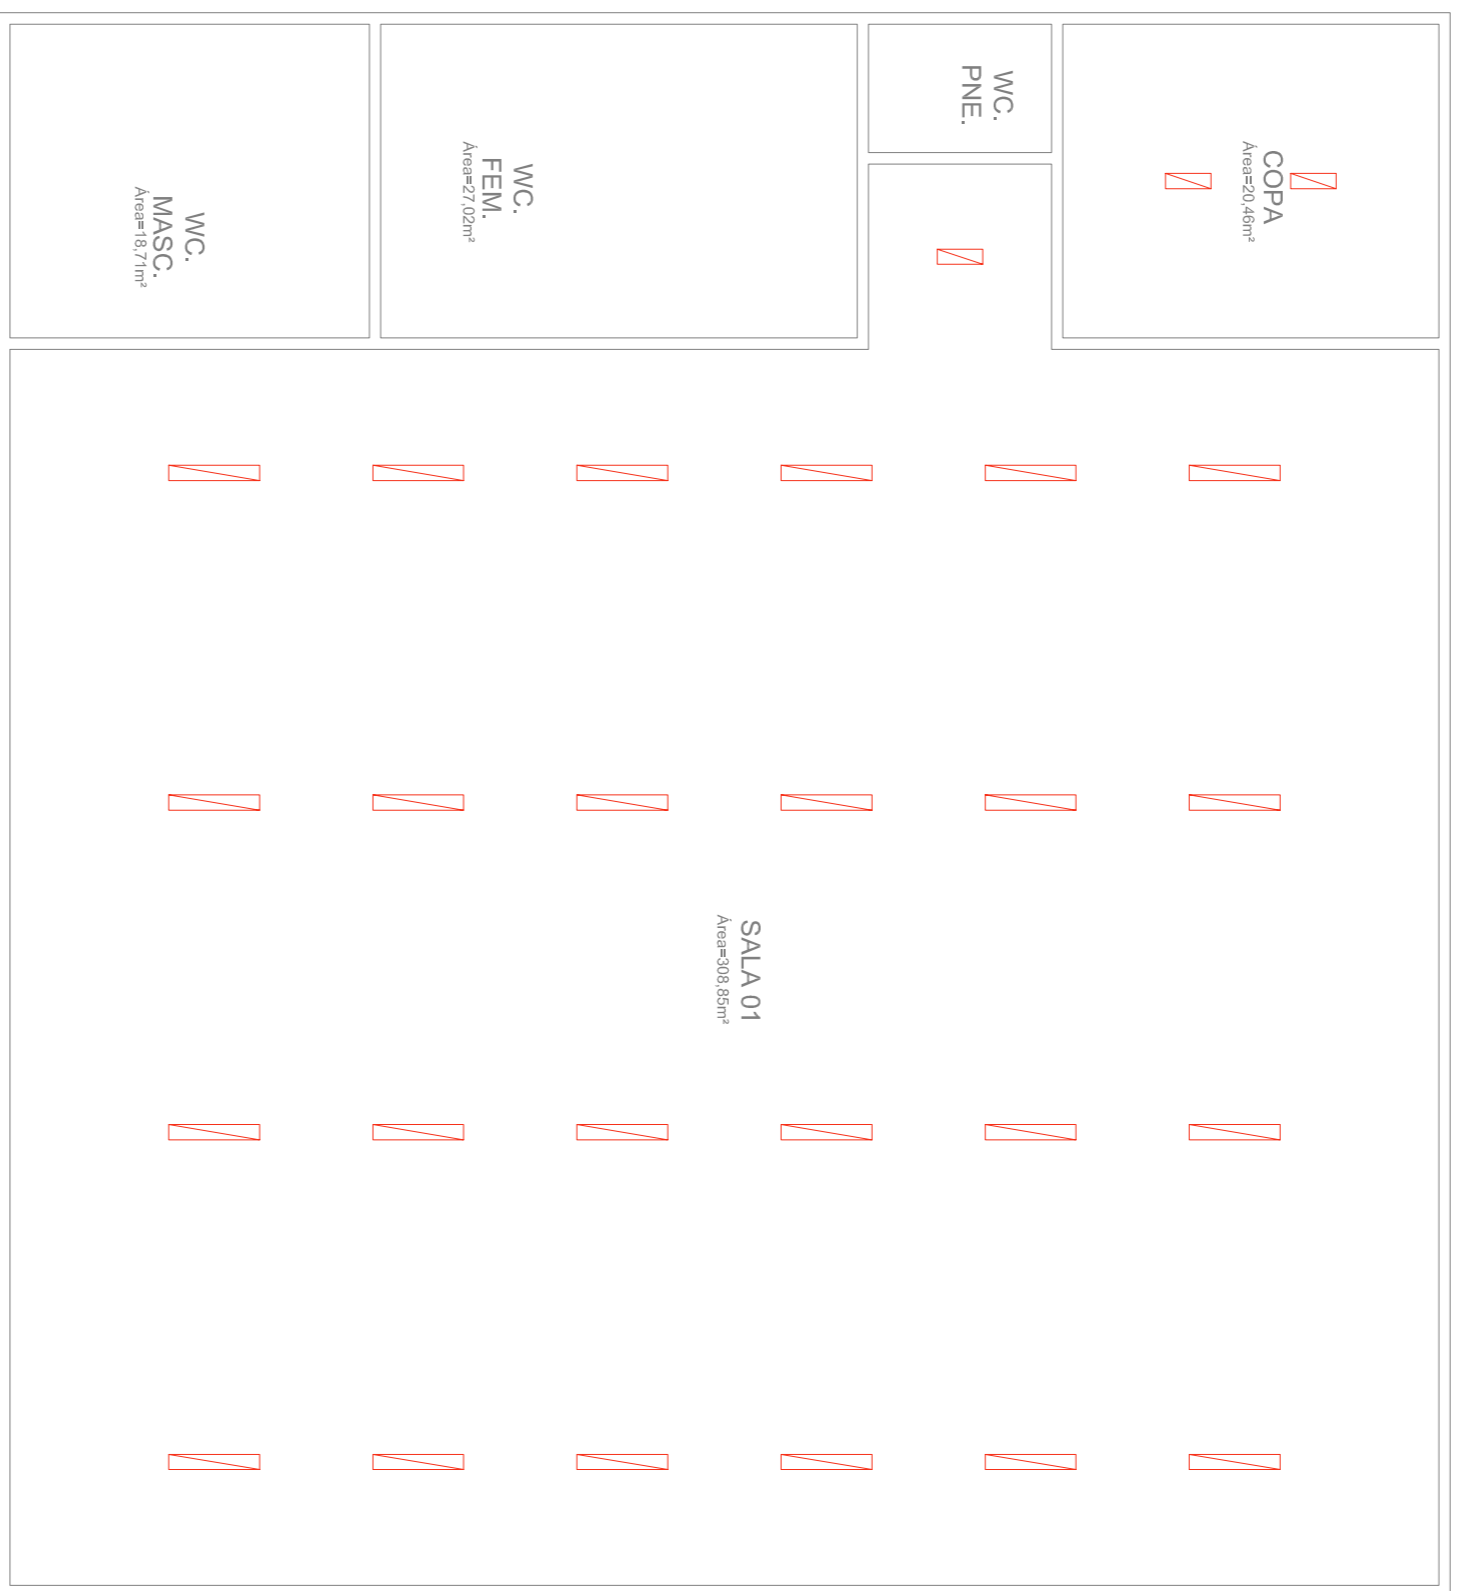 WC.
MASC.
Área=18,71m²
WC.
FEM.
Área=27,02m²
WC.
PNE.
COPA
Área=20,46m²
SALA 01
Área=308,85m²